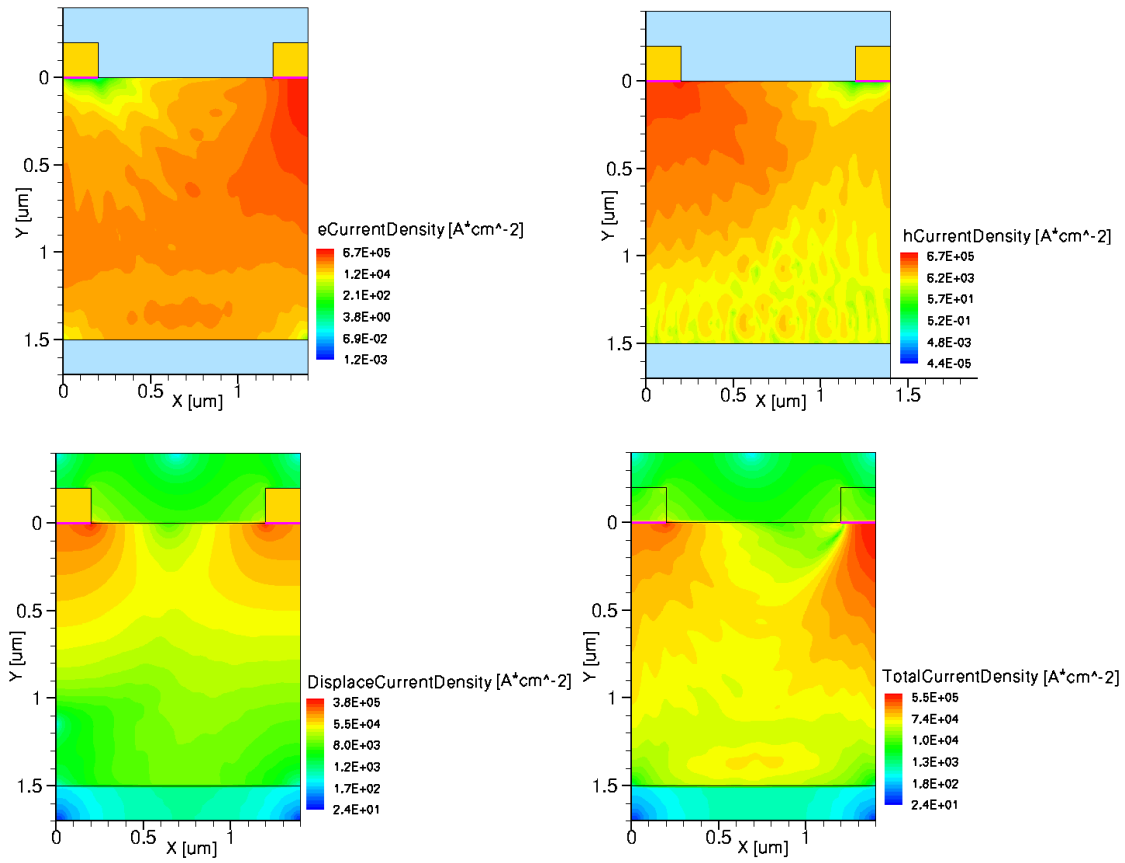 0
0.5
1
1.5
Y [um]
0
0.5
1
X [um]
eCurrentDensity [A*cm^-2]
6.7E+05
1.2E+04
2.1E+02
3.8E+00
6.9E-02
1.2E-03
0
0.5
1
1.5
Y [um]
0
0.5
1
1.5
X [um]
hCurrentDensity [A*cm^-2]
6.7E+05
6.2E+03
5.7E+01
5.2E-01
4.8E-03
4.4E-05
0
0.5
1
1.5
Y [um]
0
0.5
1
X [um]
DisplaceCurrentDensity [A*cm^-2]
3.8E+05
5.5E+04
8.0E+03
1.2E+03
1.7E+02
2.4E+01
0
0.5
1
1.5
Y [um]
0
0.5
1
X [um]
TotalCurrentDensity [A*cm^-2]
5.5E+05
7.4E+04
1.0E+04
1.3E+03
1.8E+02
2.4E+01